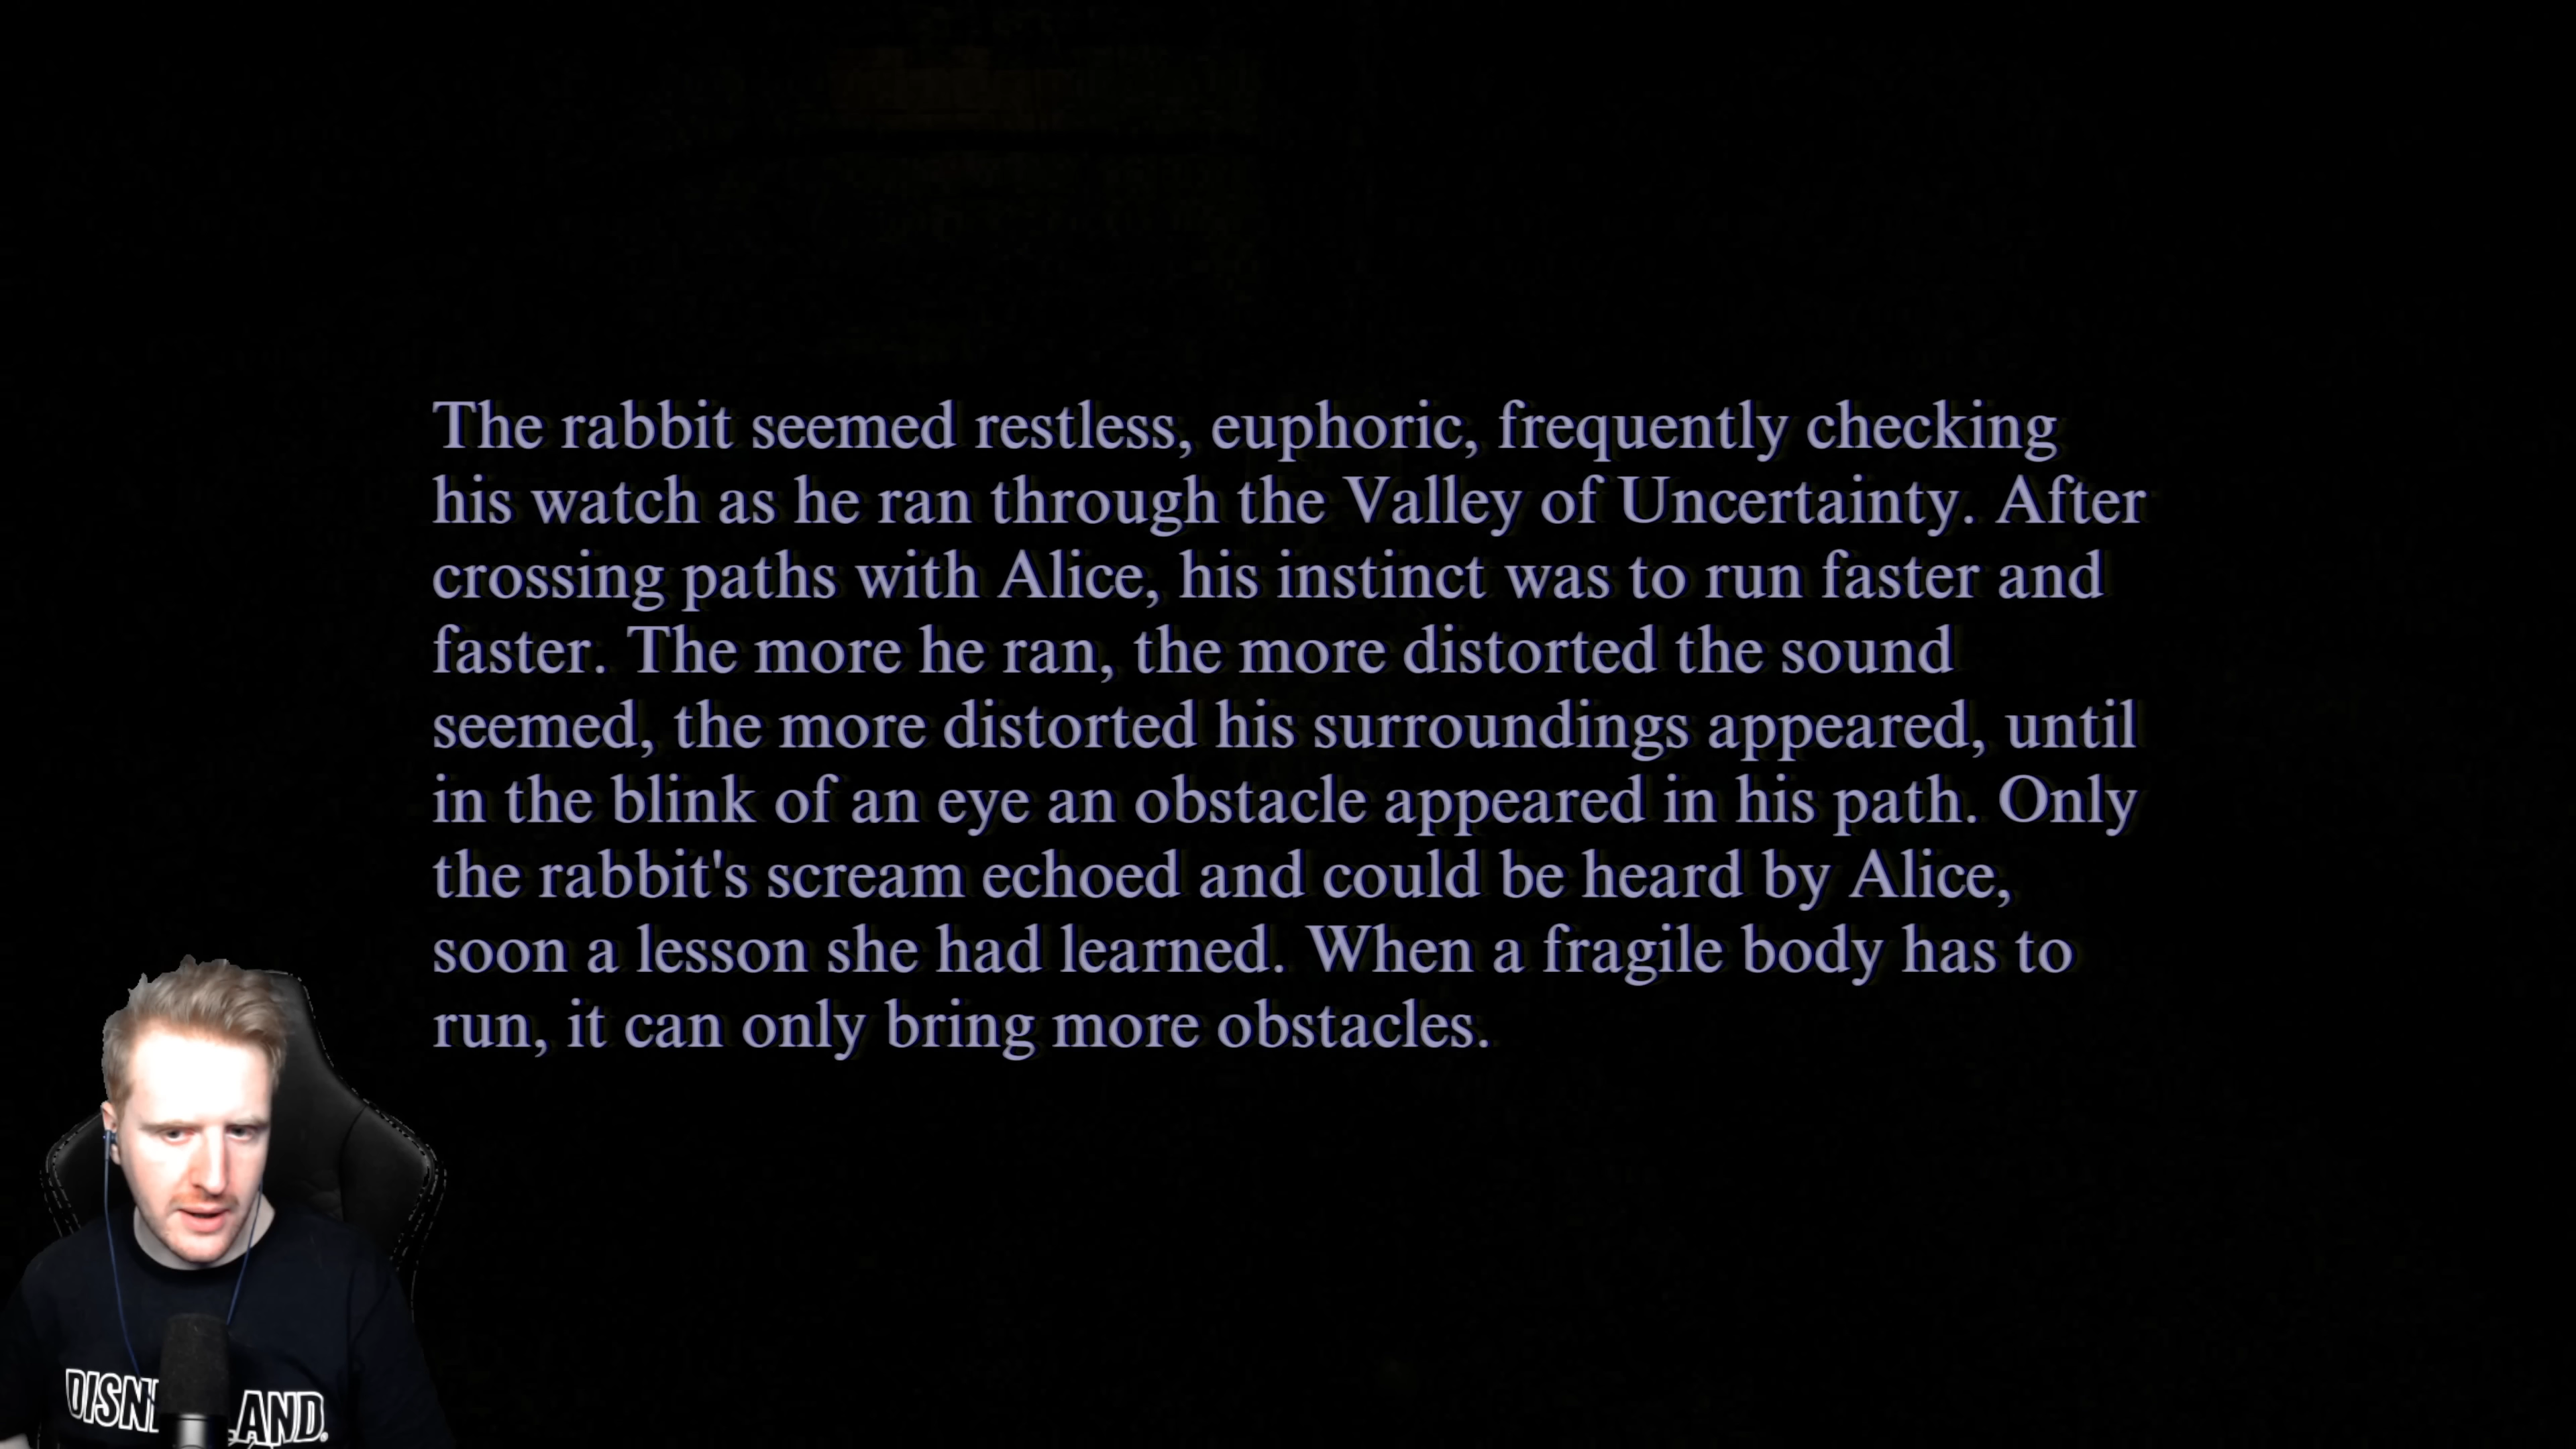 The rabbit seemed restless, euphoric, frequently checking
his watch as he ran through the Valley of Uncertainty. After
crossing paths with Alice, his instinct was to run faster and
faster. The more he ran, the more distorted the sound
seemed, the more distorted his surroundings appeared, until
in the blink of an eye an obstacle appeared in his path. Only
the rabbit's scream echoed and could be heard by Alice,
soon a lesson she had learned. When a fragile body has to
run, it can only bring more obstacles.